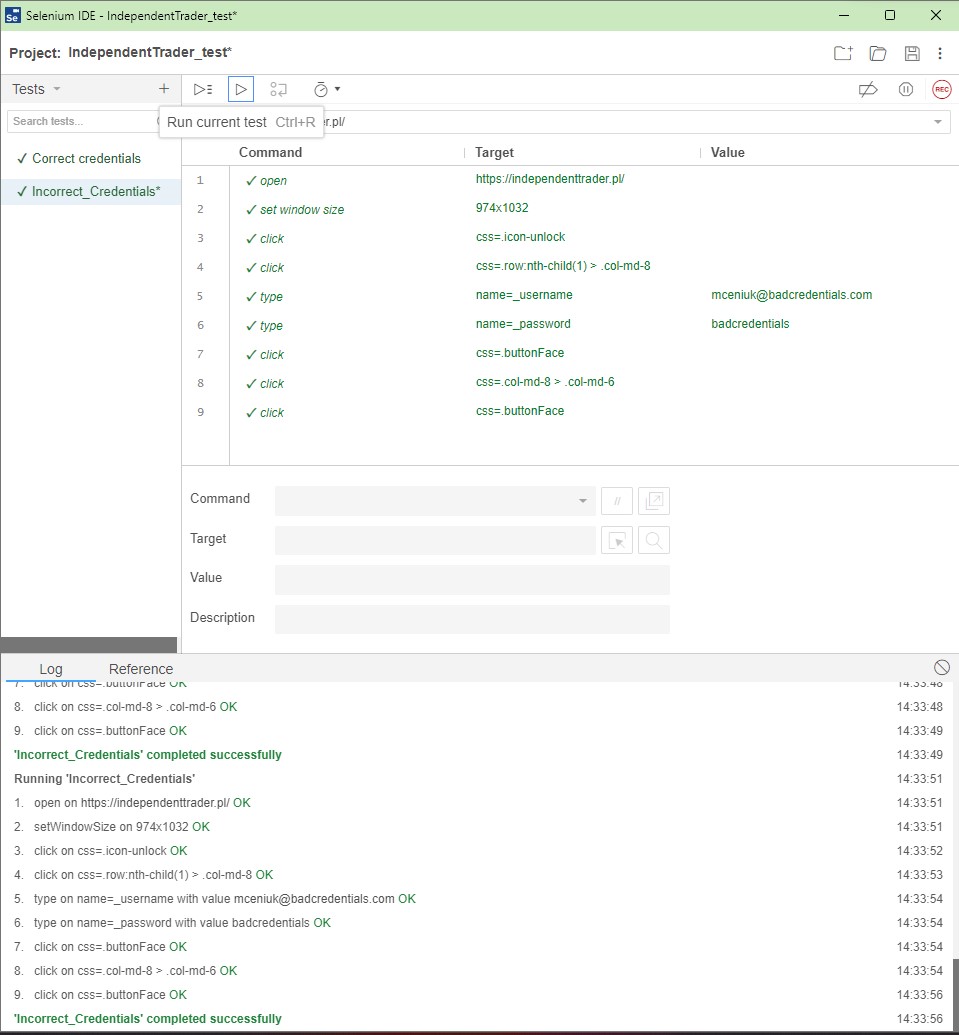 Selenium IDE - IndependentTrader_test*
Project: IndependentTrader_test*
Tests +
Search tests...
Run current test Ctrl+R
r.pl/
REC
✓ Correct credentials
✓ Incorrect_Credentials*
Command Target Value
1 ✓ open https://independenttrader.pl/
2 ✓ set window size 974x1032
3 ✓ click css=.icon-unlock
4 ✓ click css=.row:nth-child(1) > .col-md-8
5 ✓ type name=_username mceniuk@badcredentials.com
6 ✓ type name=_password badcredentials
7 ✓ click css=.buttonFace
8 ✓ click css=.col-md-8 > .col-md-6
9 ✓ click css=.buttonFace
Command //
Target
Value
Description
Log Reference
7. click on css=.buttonFace OK 14:33:48
8. click on css=.col-md-8 > .col-md-6 OK 14:33:48
9. click on css=.buttonFace OK 14:33:49
'Incorrect_Credentials' completed successfully 14:33:49
Running 'Incorrect_Credentials' 14:33:51
1. open on https://independenttrader.pl/ OK 14:33:51
2. setWindowSize on 974x1032 OK 14:33:51
3. click on css=.icon-unlock OK 14:33:52
4. click on css=.row:nth-child(1) > .col-md-8 OK 14:33:53
5. type on name=_username with value mceniuk@badcredentials.com OK 14:33:54
6. type on name=_password with value badcredentials OK 14:33:54
7. click on css=.buttonFace OK 14:33:54
8. click on css=.col-md-8 > .col-md-6 OK 14:33:54
9. click on css=.buttonFace OK 14:33:56
'Incorrect_Credentials' completed successfully 14:33:56